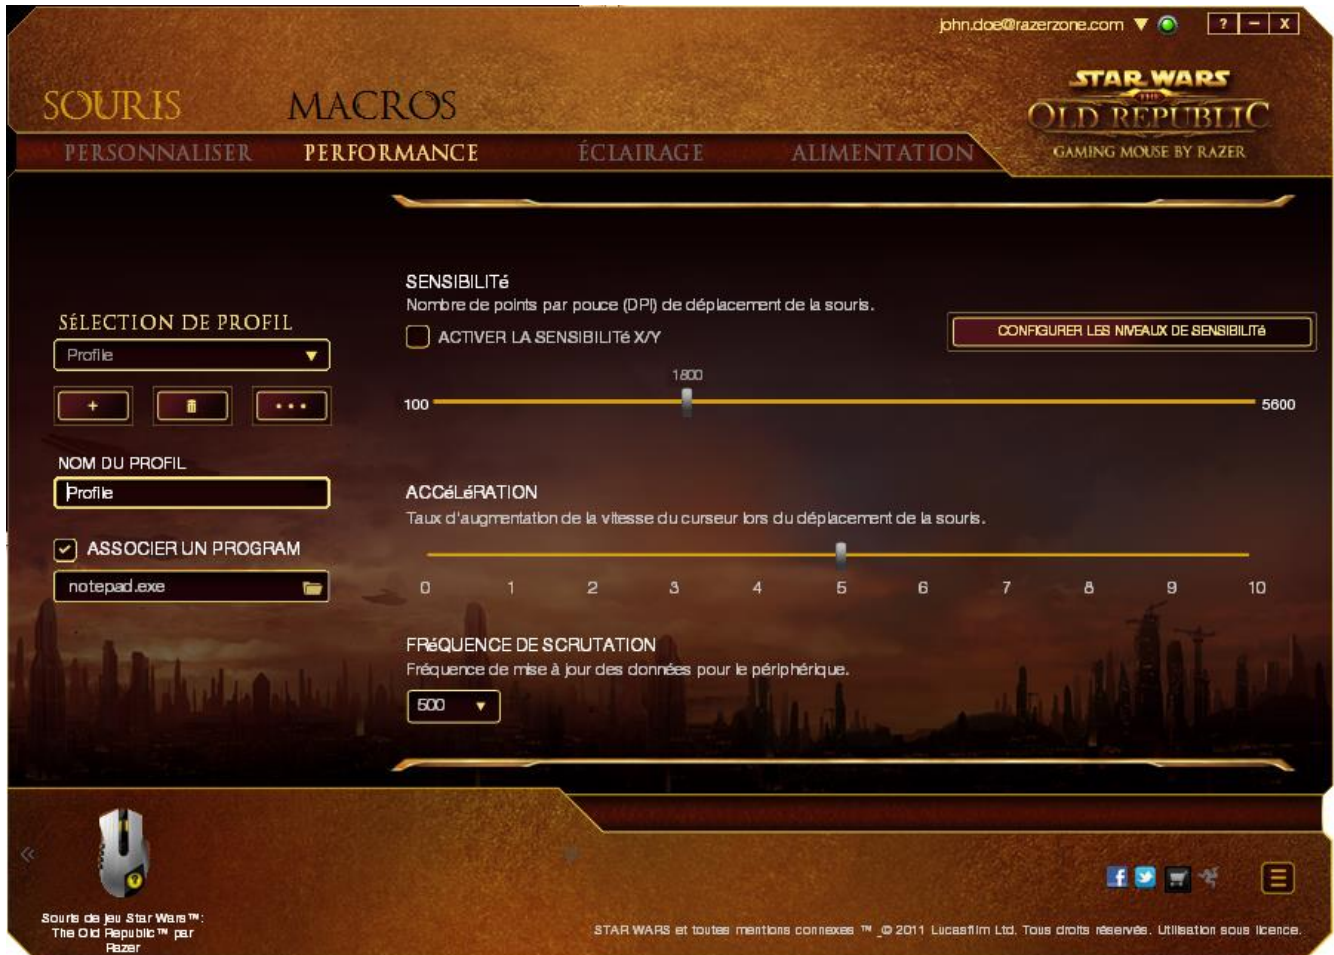 john.doe@razerzone.com ▼ ? – X
SOURIS MACROS
STAR WARS
THE
OLD REPUBLIC
GAMING MOUSE BY RAZER
PERSONNALISER PERFORMANCE ÉCLAIRAGE ALIMENTATION
SÉLECTION DE PROFIL
Profile
+ ...
NOM DU PROFIL
Profile
ASSOCIER UN PROGRAM
notepad.exe
SENSIBILITé
Nombre de points par pouce (DPI) de déplacement de la souris.
ACTIVER LA SENSIBILITé X/Y
CONFIGURER LES NIVEAUX DE SENSIBILITé
1800
100 5600
ACCéLéRATION
Taux d'augmentation de la vitesse du curseur lors du déplacement de la souris.
0 1 2 3 4 5 6 7 8 9 10
FRéQUENCE DE SCRUTATION
Fréquence de mise à jour des données pour le périphérique.
500
Souris de jeu Star Wars™:
The Old Republic™ par
Razer
STAR WARS et toutes mentions connexes ™ _© 2011 Lucasfilm Ltd. Tous droits réservés. Utilisation sous licence.